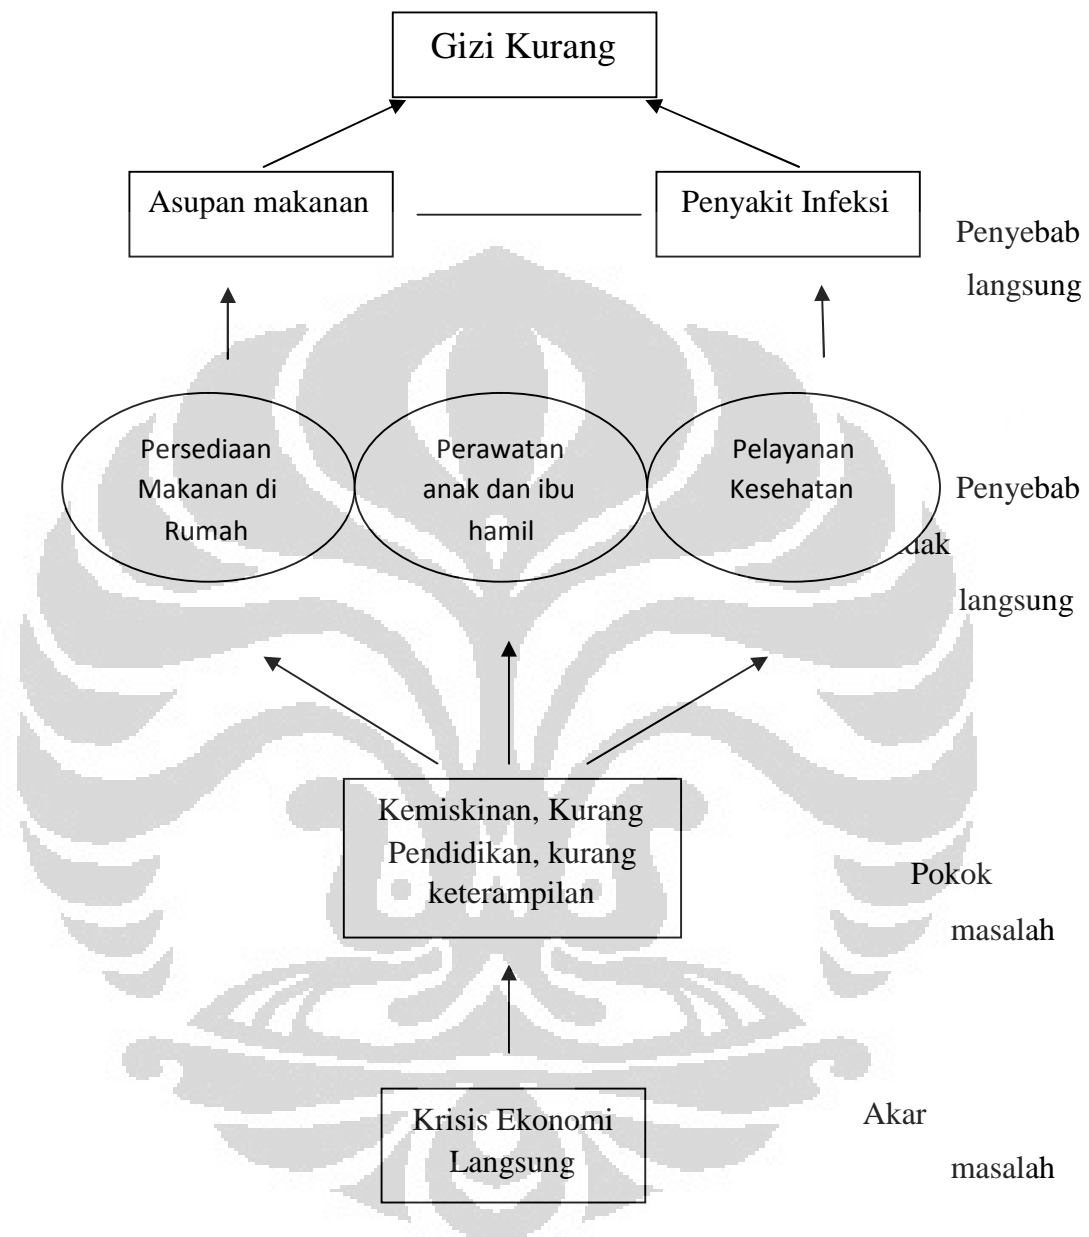 Gizi Kurang
Asupan makanan
Penyakit Infeksi
Penyebab
langsung
Persediaan
Makanan di
Rumah
Perawatan
anak dan ibu
hamil
Pelayanan
Kesehatan
Penyebab
dak
langsung
Kemiskinan, Kurang
Pendidikan, kurang
keterampilan
Pokok
masalah
Krisis Ekonomi
Langsung
Akar
masalah